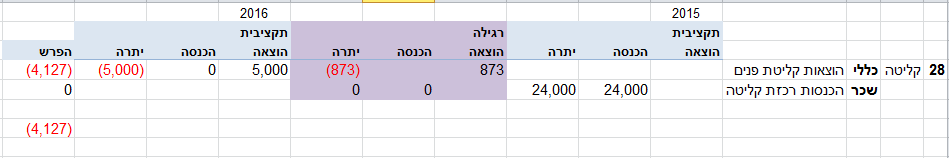 2015 2016
תקציבית רגילה תקציבית
הוצאה הכנסה יתרה הוצאה הכנסה יתרה הוצאה הכנסה יתרה הפרש
28 קליטה כללי הוצאות קליטת פנים 873 (873) 5,000 0 (5,000) (4,127)
שכר הכנסות רכזת קליטה 24,000 24,000 0 0 0
(4,127)